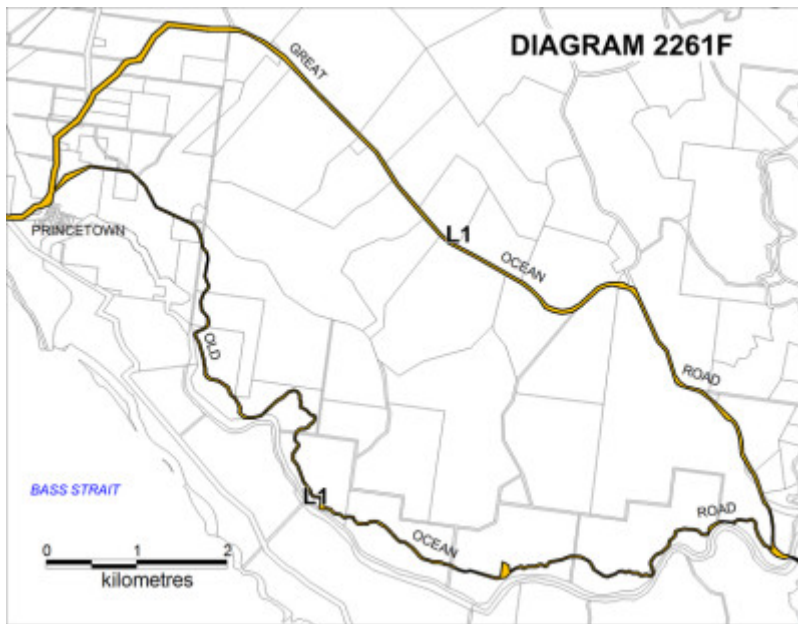 DIAGRAM 2261F
GREAT
L1
OCEAN
ROAD
PRINCETOWN
OLD
L1
OCEAN
ROAD
BASS STRAIT
0 1 2
kilometres